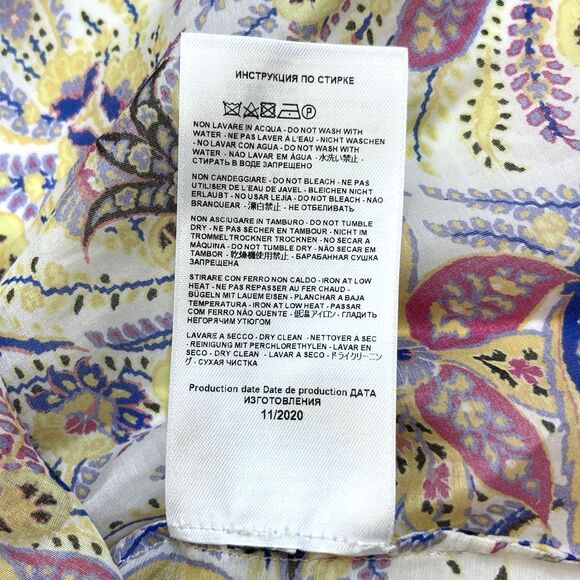 ИНСТРУКЦИЯ ПО СТИРКЕ
P
NON LAVARE IN ACQUA - DO NOT WASH WITH
WATER - NE PAS LAVER À L'EAU - NICHT WASCHEN
- NO LAVAR CON AGUA - DO NOT WASH WITH
WATER - NÃO LAVAR EM ÁGUA - 水洗い禁止 -
СТИРАТЬ В ВОДЕ ЗАПРЕЩЕНО
NON CANDEGGIARE - DO NOT BLEACH - NE PAS
UTILISER DE L'EAU DE JAVEL - BLEICHEN NICHT
ERLAUBT - NO USAR LEJIA - DO NOT BLEACH - NÃO
BRANQUEAR - 漂白禁止 - НЕ ОТБЕЛИВАТЬ
NON ASCIUGARE IN TAMBURO - DO NOT TUMBLE
DRY - NE PAS SÉCHER EN TAMBOUR - NICHT IM
TROMMELTROCKNER TROCKNEN - NO SECAR A
MÁQUINA - DO NOT TUMBLE DRY - NÃO SECAR EM
TAMBOR - 乾燥機使用禁止 - БАРАБАННАЯ СУШКА
ЗАПРЕЩЕНА
STIRARE CON FERRO NON CALDO - IRON AT LOW
HEAT - NE PAS REPASSER AU FER CHAUD -
BÜGELN MIT LAUEM EISEN - PLANCHAR A BAJA
TEMPERATURA - IRON AT LOW HEAT - PASSAR
COM FERRO NÃO QUENTE - 低温 アイロン - ГЛАДИТЬ
НЕГОРЯЧИМ УТЮГОМ
LAVARE A SECCO - DRY CLEAN - NETTOYER A SEC
- REINIGUNG MIT PERCHLORETHYLEN - LAVAR EN
SECO - DRY CLEAN - LAVAR A SECO - ドライクリーニン
グ - СУХАЯ ЧИСТКА
Production date Date de production ДАТА
ИЗГОТОВЛЕНИЯ
11/2020